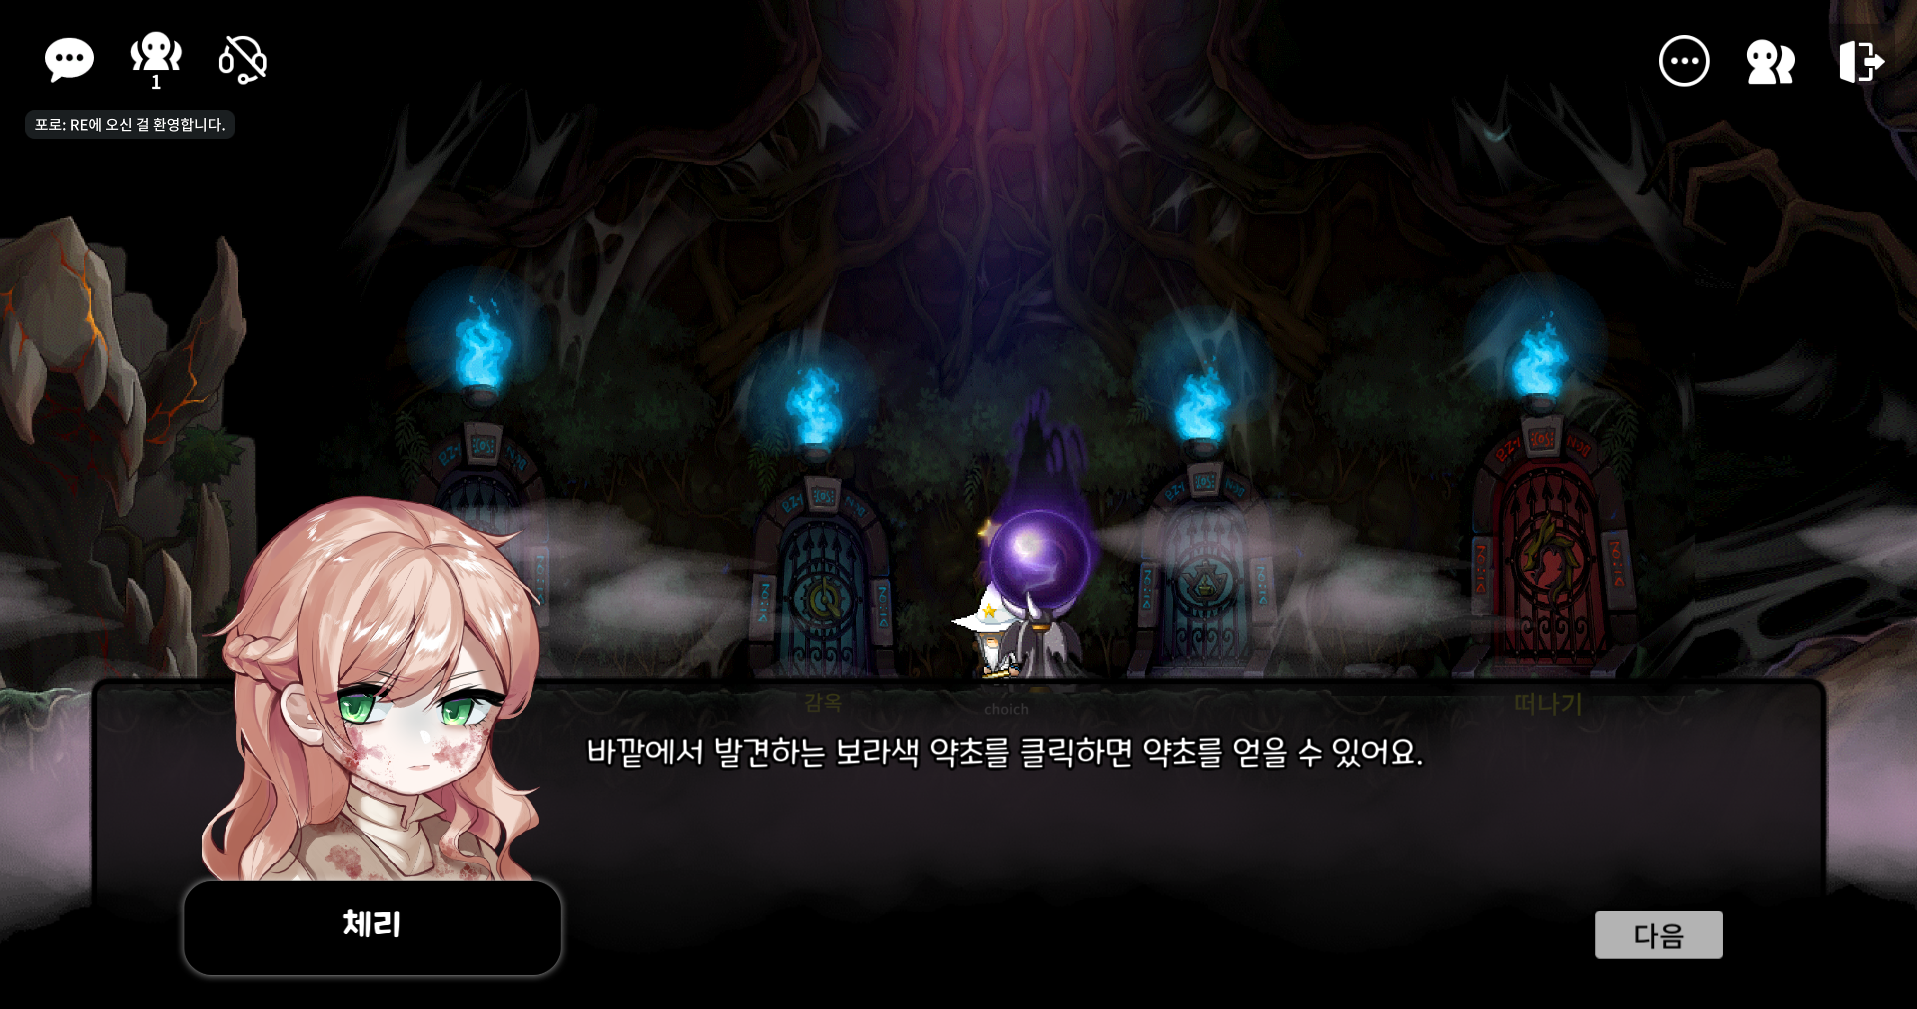 1
포로: RE에 오신 걸 환영합니다.
감옥
choich
떠나기
바깥에서 발견하는 보라색 약초를 클릭하면 약초를 얻을 수 있어요.
체리
다음